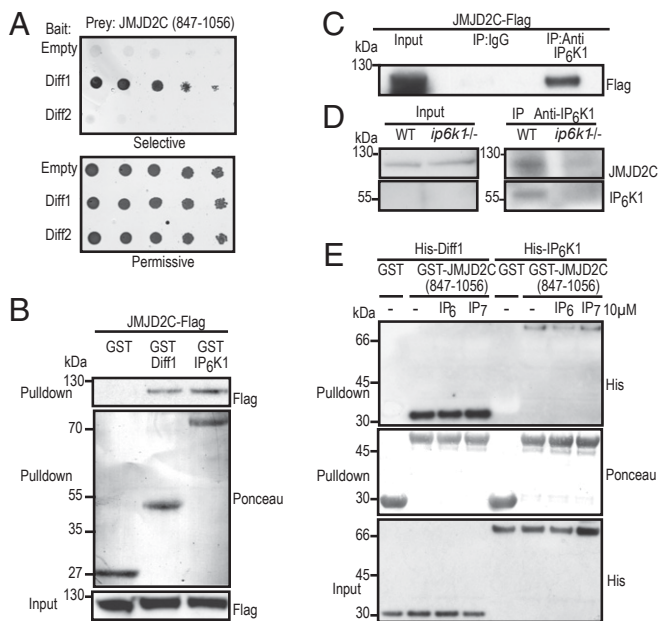 A
Bait: Prey: JMJD2C (847-1056)
Empty
Diff1
Diff2
Selective
Empty
Diff1
Diff2
Permissive
B
JMJD2C-Flag
GST GST Diff1 GST IP6K1
kDa
130
Pulldown
Flag
70
Pulldown
55
Ponceau
35
27
130
Input
Flag
C
JMJD2C-Flag
kDa Input IP:IgG IP:Anti IP6K1
130
Flag
D
Input IP Anti-IP6K1
WT ip6k1-/- WT ip6k1-/-
130 130
JMJD2C
55 55
IP6K1
E
His-Diff1 His-IP6K1
GST GST-JMJD2C (847-1056) GST GST-JMJD2C (847-1056)
kDa - - IP6 IP7 - - IP6 IP7 10µM
66
45
Pulldown
His
30
45
Pulldown
Ponceau
30
66
45
Input
His
30